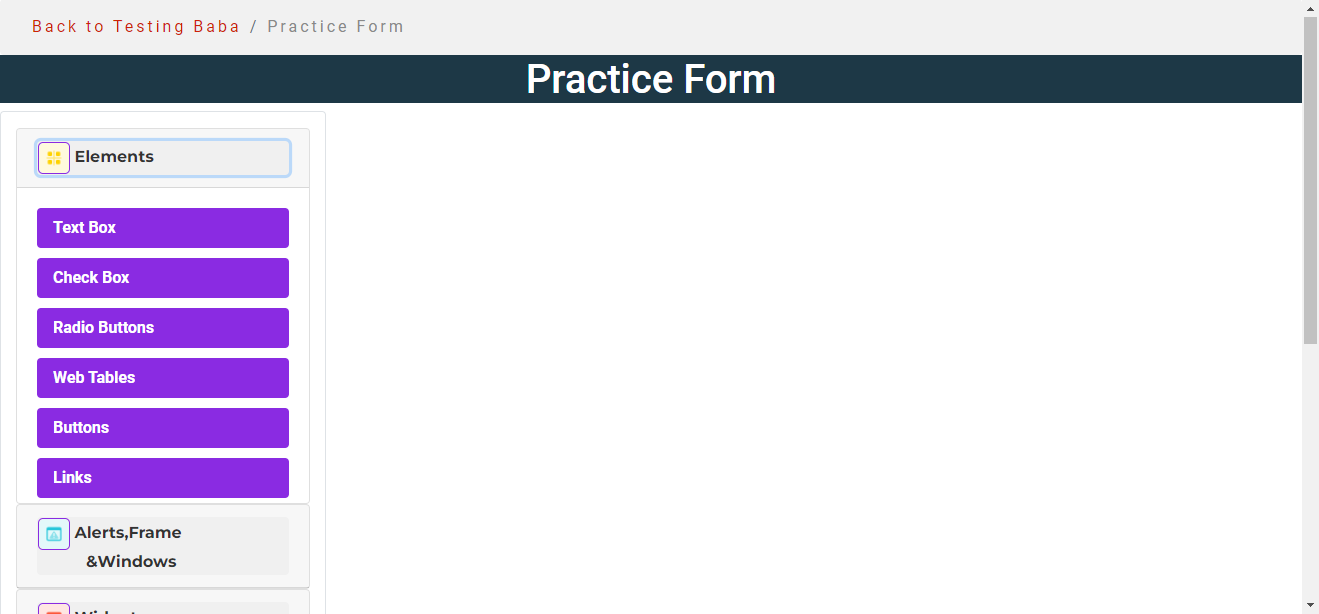 Back to Testing Baba / Practice Form
Practice Form
Elements
Text Box
Check Box
Radio Buttons
Web Tables
Buttons
Links
Alerts,Frame
&Windows